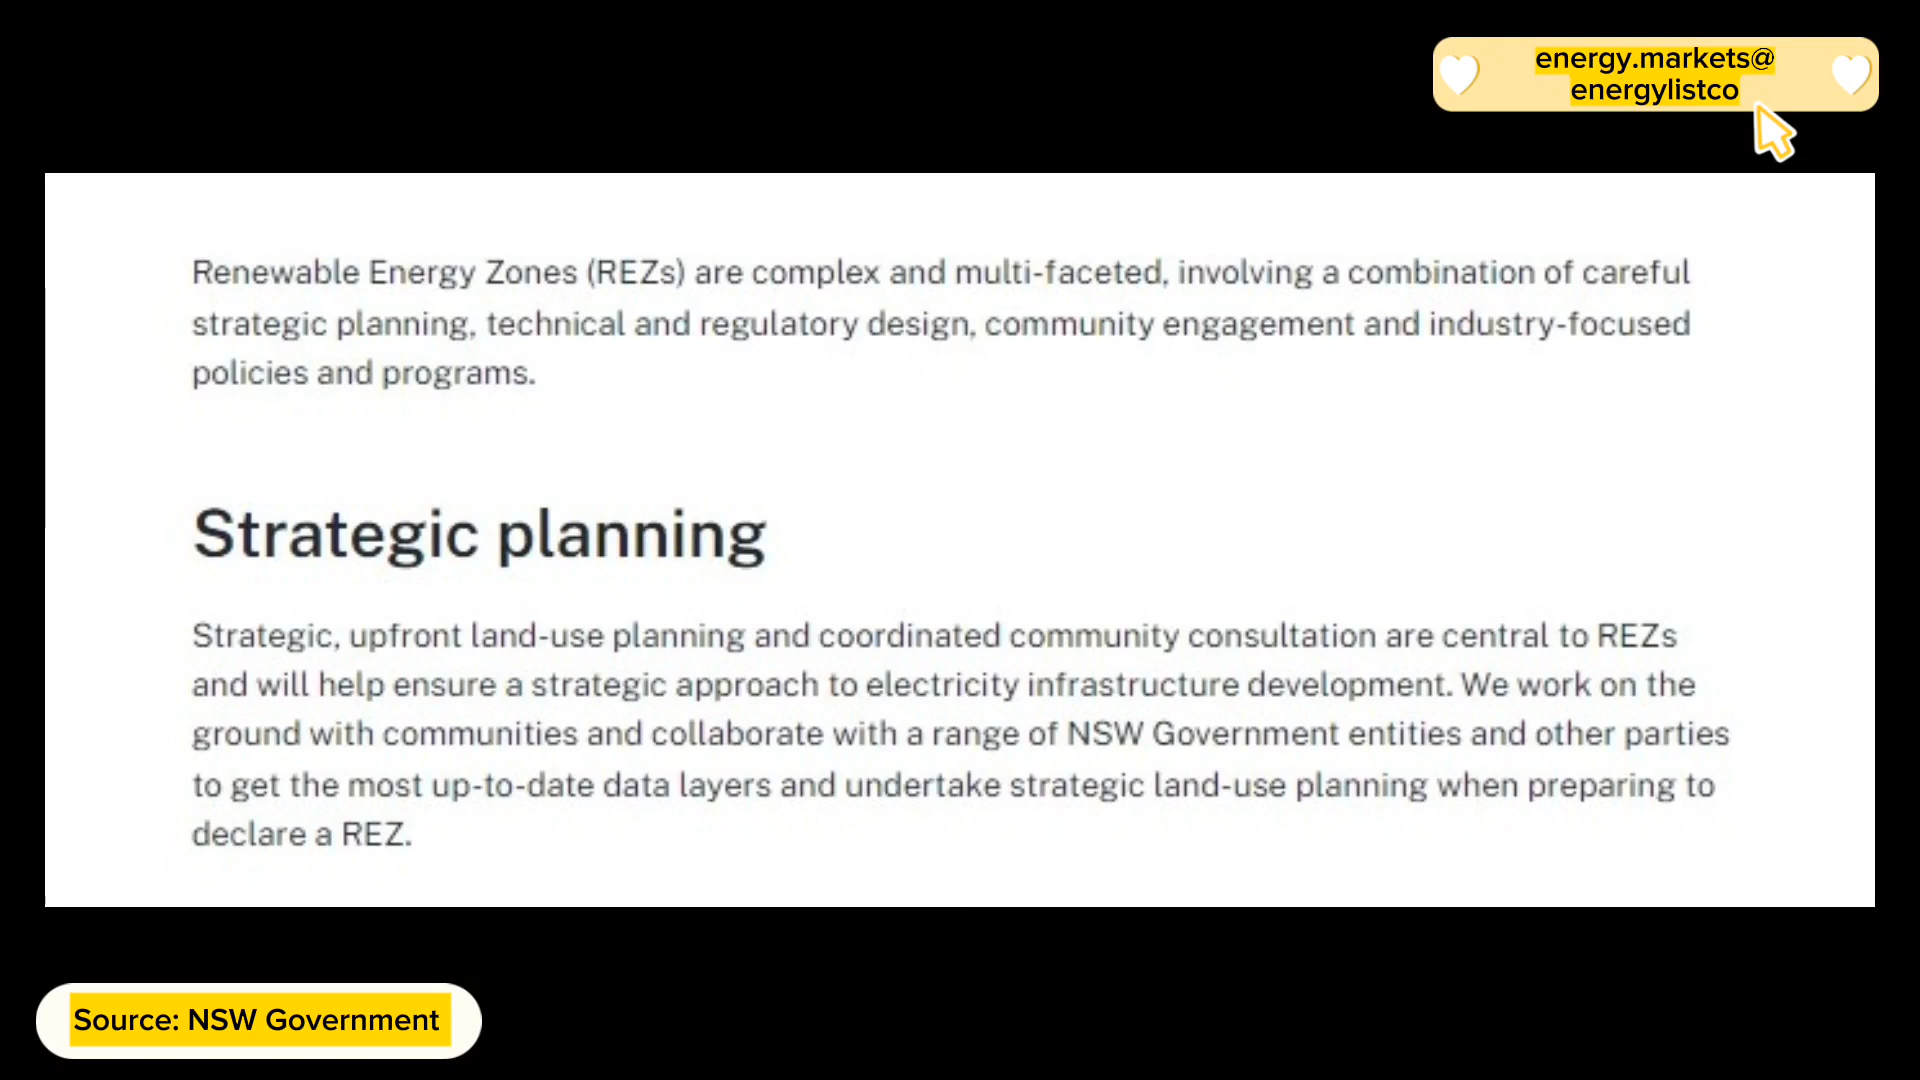 energy.markets@
energylistco
Renewable Energy Zones (REZs) are complex and multi-faceted, involving a combination of careful
strategic planning, technical and regulatory design, community engagement and industry-focused
policies and programs.
Strategic planning
Strategic, upfront land-use planning and coordinated community consultation are central to REZs
and will help ensure a strategic approach to electricity infrastructure development. We work on the
ground with communities and collaborate with a range of NSW Government entities and other parties
to get the most up-to-date data layers and undertake strategic land-use planning when preparing to
declare a REZ.
Source: NSW Government